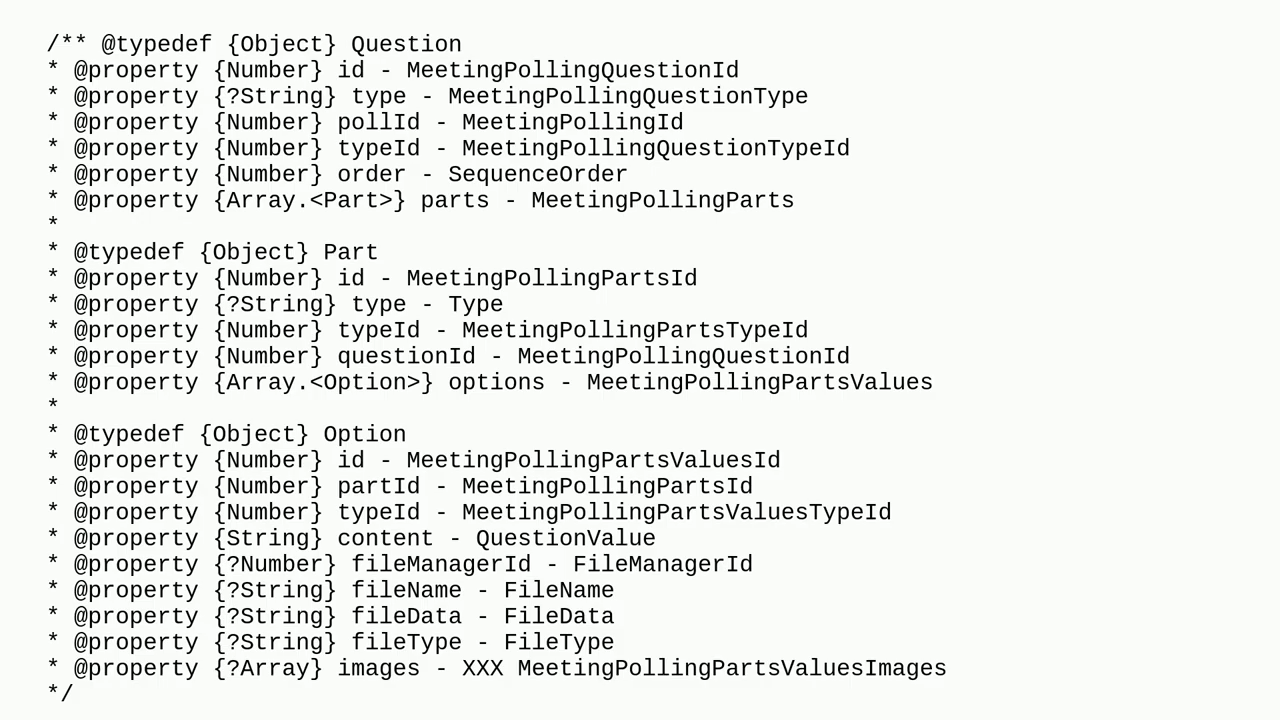 /** @typedef {Object} Question
* @property {Number} id - MeetingPollingQuestionId
* @property {?String} type - MeetingPollingQuestionType
* @property {Number} pollId - MeetingPollingId
* @property {Number} typeId - MeetingPollingQuestionTypeId
* @property {Number} order - SequenceOrder
* @property {Array.<Part>} parts - MeetingPollingParts
*
* @typedef {Object} Part
* @property {Number} id - MeetingPollingPartsId
* @property {?String} type - Type
* @property {Number} typeId - MeetingPollingPartsTypeId
* @property {Number} questionId - MeetingPollingQuestionId
* @property {Array.<Option>} options - MeetingPollingPartsValues
*
* @typedef {Object} Option
* @property {Number} id - MeetingPollingPartsValuesId
* @property {Number} partId - MeetingPollingPartsId
* @property {Number} typeId - MeetingPollingPartsValuesTypeId
* @property {String} content - QuestionValue
* @property {?Number} fileManagerId - FileManagerId
* @property {?String} fileName - FileName
* @property {?String} fileData - FileData
* @property {?String} fileType - FileType
* @property {?Array} images - XXX MeetingPollingPartsValuesImages
*/